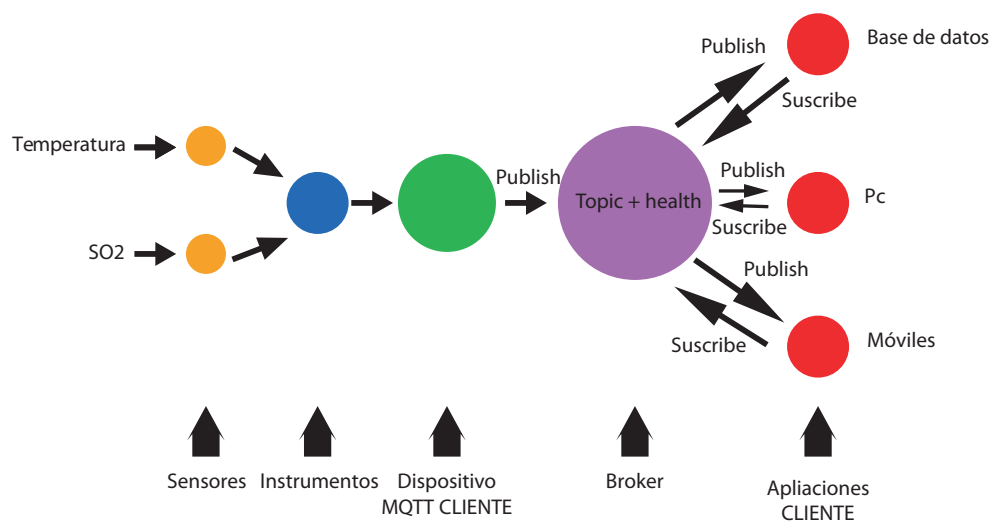 Base de datos
Publish
Suscribe
Temperatura
Publish
Publish
Topic + health
Pc
Suscribe
SO2
Publish
Móviles
Suscribe
Sensores
Instrumentos
Dispositivo
MQTT CLIENTE
Broker
Apliaciones
CLIENTE